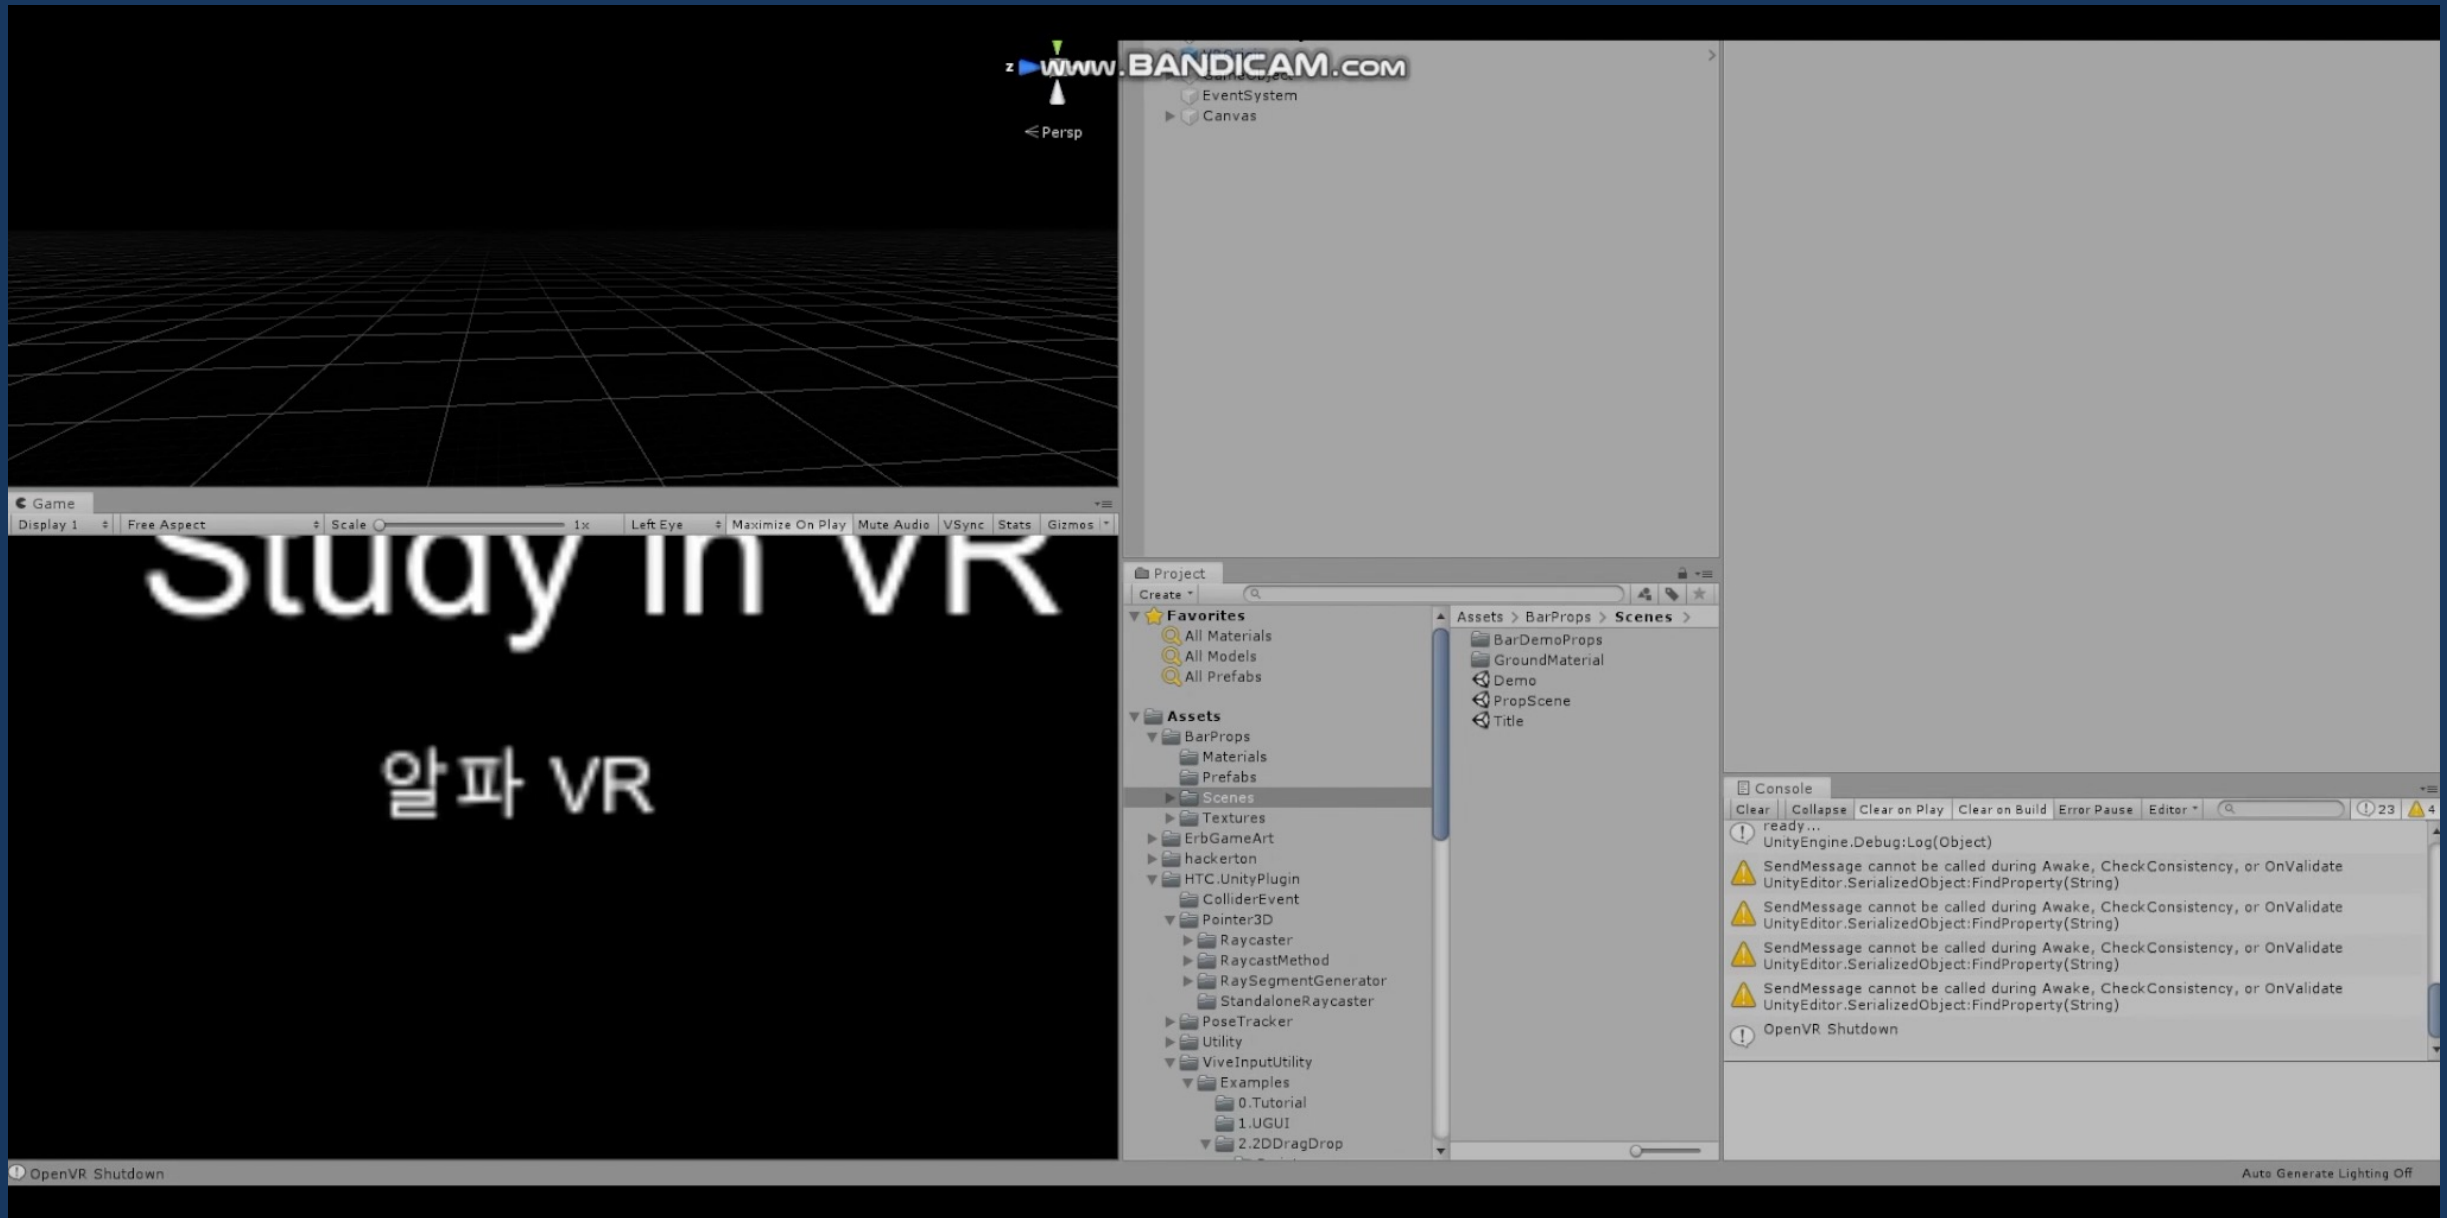 www.BANDICAM.com
z
EventSystem
Canvas
Persp
Game
Display 1
Free Aspect
Scale
1x
Left Eye
Maximize On Play
Mute Audio
VSync
Stats
Gizmos
Study in VR
알파 VR
Project
Create
Favorites
All Materials
All Models
All Prefabs
Assets
BarProps
Materials
Prefabs
Scenes
Textures
ErbGameArt
hackerton
HTC.UnityPlugin
ColliderEvent
Pointer3D
Raycaster
RaycastMethod
RaySegmentGenerator
StandaloneRaycaster
PoseTracker
Utility
ViveInputUtility
Examples
0.Tutorial
1.UGUI
2.2DDragDrop
Assets > BarProps > Scenes >
BarDemoProps
GroundMaterial
Demo
PropScene
Title
Console
Clear
Collapse
Clear on Play
Clear on Build
Error Pause
Editor
23
4
ready...
UnityEngine.Debug:Log(Object)
SendMessage cannot be called during Awake, CheckConsistency, or OnValidate
UnityEditor.SerializedObject:FindProperty(String)
SendMessage cannot be called during Awake, CheckConsistency, or OnValidate
UnityEditor.SerializedObject:FindProperty(String)
SendMessage cannot be called during Awake, CheckConsistency, or OnValidate
UnityEditor.SerializedObject:FindProperty(String)
SendMessage cannot be called during Awake, CheckConsistency, or OnValidate
UnityEditor.SerializedObject:FindProperty(String)
OpenVR Shutdown
OpenVR Shutdown
Auto Generate Lighting Off